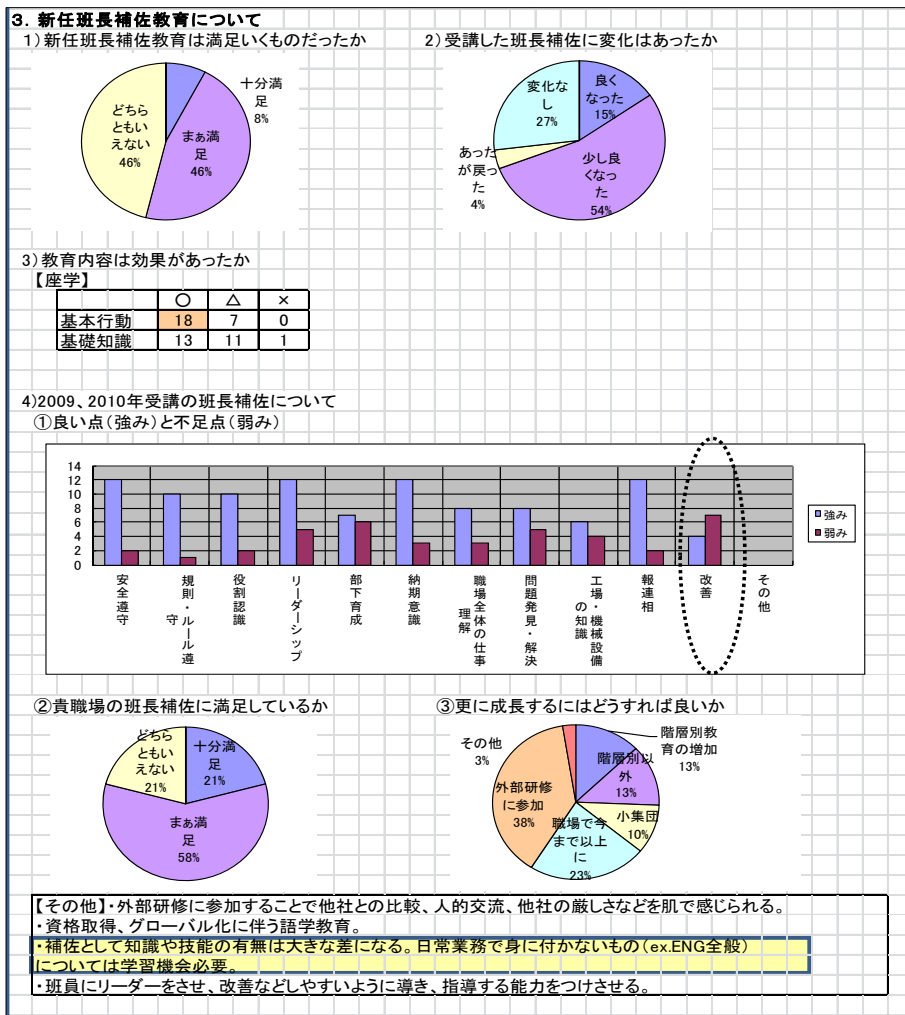 3. 新任班長補佐教育について
1)新任班長補佐教育は満足いくものだったか
2)受講した班長補佐に変化はあったか
十分満
足
8%
まぁ満
足
46%
どちら
ともい
えない
46%
良く
なった
15%
少し良
くなっ
た
54%
あった
が戻っ
た
4%
変化な
し
27%
3)教育内容は効果があったか
【座学】
○ △ ×
基本行動 18 7 0
基礎知識 13 11 1
4)2009、2010年受講の班長補佐について
①良い点(強み)と不足点(弱み)
14
12
10
8
6
4
2
0
安全遵守
規則・ルール遵
守
役割認識
リーダーシップ
部下育成
納期意識
職場全体の仕事
理解
問題発見・解決
工場・機械設備
の知識
報連相
改善
その他
強み
弱み
②貴職場の班長補佐に満足しているか
③更に成長するにはどうすれば良いか
十分満
足
21%
まぁ満
足
58%
どちら
ともい
えない
21%
階層別教
育の増加
13%
階層別以
外
13%
小集団
10%
職場で今
まで以上
に
23%
外部研修
に参加
38%
その他
3%
【その他】・外部研修に参加することで他社との比較、人的交流、他社の厳しさなどを肌で感じられる。
・資格取得、グローバル化に伴う語学教育。
・補佐として知識や技能の有無は大きな差になる。日常業務で身に付かないもの(ex.ENG全般)
については学習機会必要。
・班員にリーダーをさせ、改善などしやすいように導き、指導する能力をつけさせる。